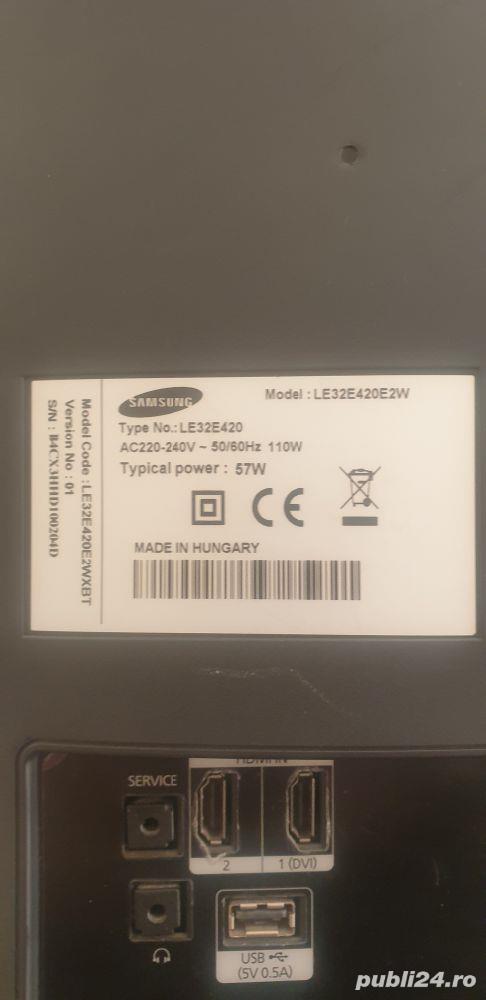 SAMSUNG
Model : LE32E420E2W
Type No.: LE32E420
AC220-240V ~ 50/60Hz 110W
Typical power : 57W
MADE IN HUNGARY
Model Code : LE32E420E2WXBT
Version No : 01
S/N : B4CX3HHD100204D
SERVICE
HDMI IN
2
1 (DVI)
USB
(5V 0.5A)
publi24.ro